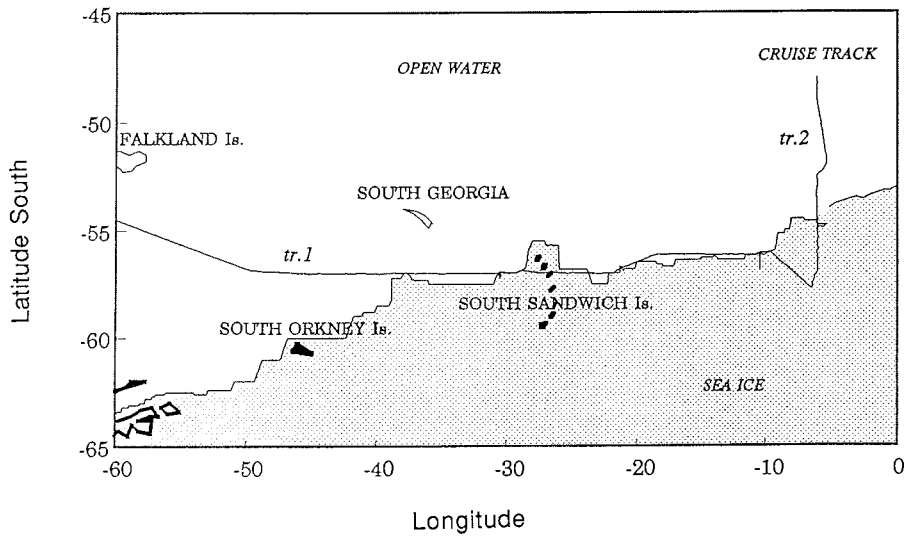 -45
CRUISE TRACK
OPEN WATER
-50
tr.2
FALKLAND Is.
SOUTH GEORGIA
-55
tr.1
SOUTH SANDWICH Is.
SOUTH ORKNEY Is.
-60
SEA ICE
-65
-60 -50 -40 -30 -20 -10 0
Longitude
Latitude South